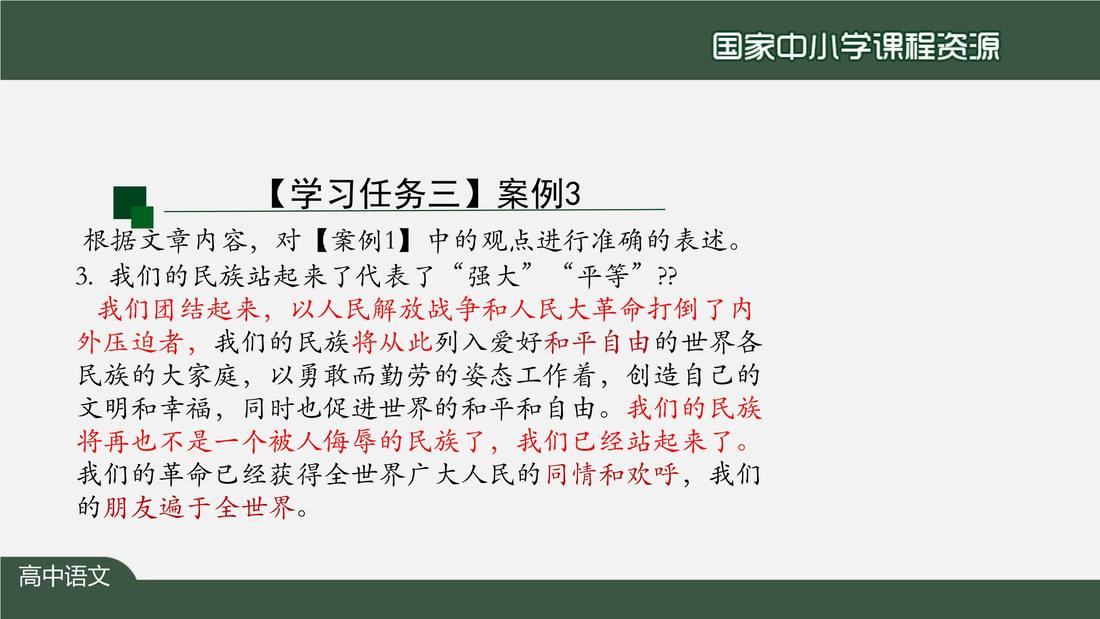 国家中小学课程资源
【学习任务三】案例3
根据文章内容，对【案例1】中的观点进行准确的表述。
3. 我们的民族站起来了代表了“强大”“平等”??
我们团结起来，以人民解放战争和人民大革命打倒了内
外压迫者，我们的民族将从此列入爱好和平自由的世界各
民族的大家庭，以勇敢而勤劳的姿态工作着，创造自己的
文明和幸福，同时也促进世界的和平和自由。我们的民族
将再也不是一个被人侮辱的民族了，我们已经站起来了。
我们的革命已经获得全世界广大人民的同情和欢呼，我们
的朋友遍于全世界。
高中语文